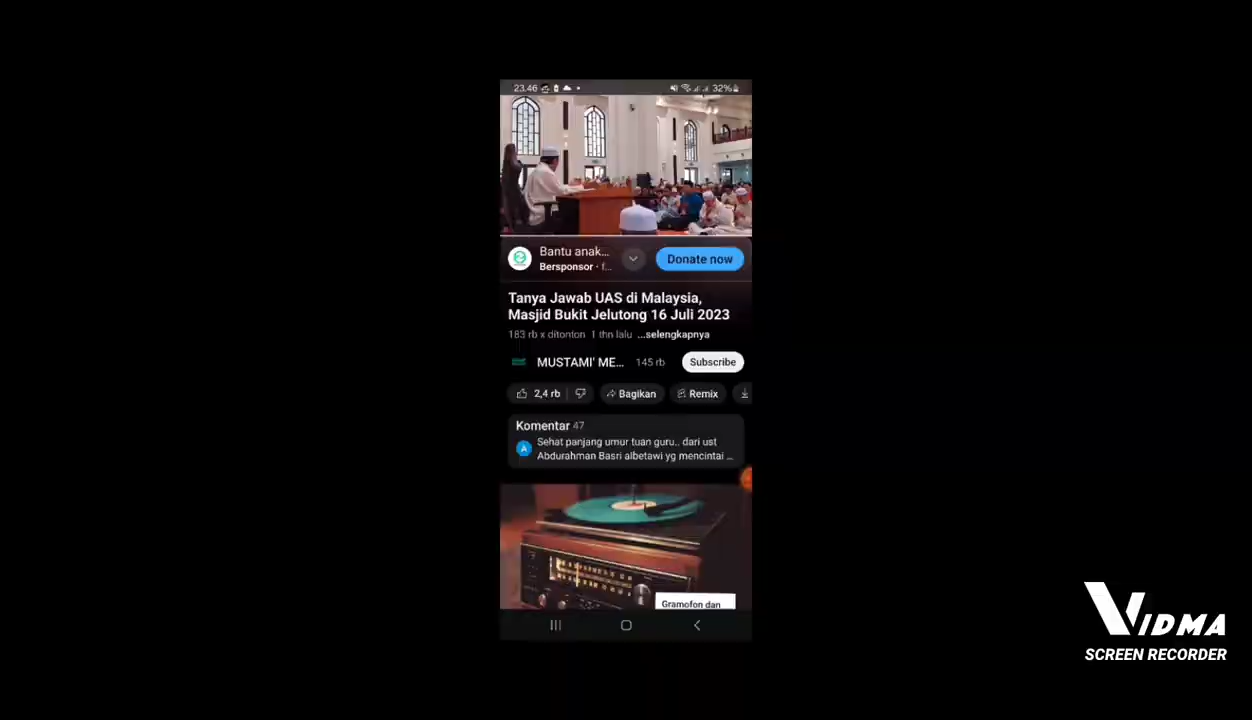 23.46 32%
Bantu anak...
Bersponsor · f...
Donate now
Tanya Jawab UAS di Malaysia,
Masjid Bukit Jelutong 16 Juli 2023
183 rb x ditonton 1 thn lalu ...selengkapnya
MUSTAMI' ME... 145 rb Subscribe
2,4 rb Bagikan Remix
Komentar 47
A
Sehat panjang umur tuan guru.. dari ust
Abdurahman Basri albetawi yg mencintai ...
Gramofon dan
VIDMA
SCREEN RECORDER